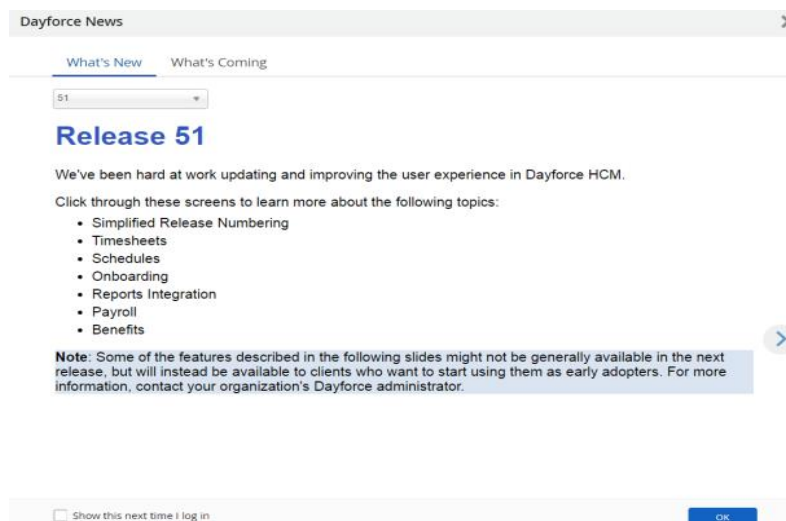 Dayforce News
What's New What's Coming
51
Release 51
We've been hard at work updating and improving the user experience in Dayforce HCM.
Click through these screens to learn more about the following topics:
• Simplified Release Numbering
• Timesheets
• Schedules
• Onboarding
• Reports Integration
• Payroll
• Benefits
Note: Some of the features described in the following slides might not be generally available in the next
release, but will instead be available to clients who want to start using them as early adopters. For more
information, contact your organization's Dayforce administrator.
Show this next time I log in OK